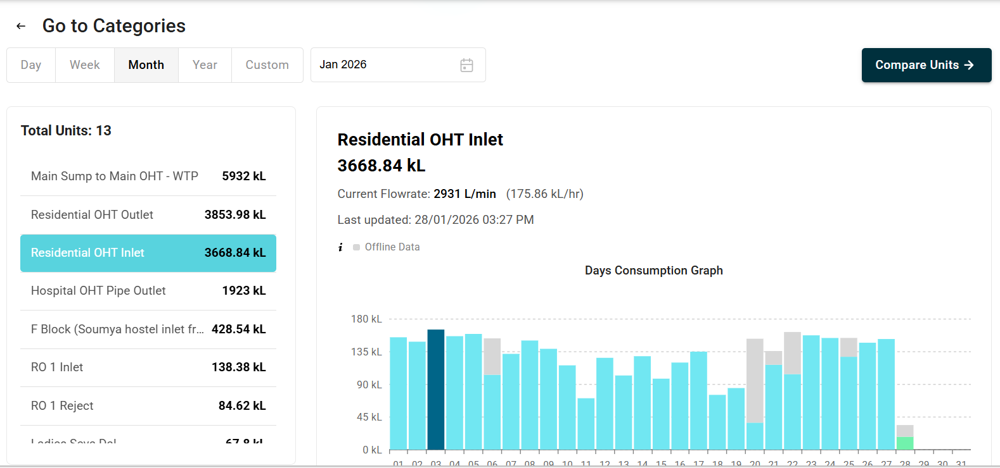 Go to Categories
Day Week Month Year Custom Jan 2026 Compare Units →
Total Units: 13
Main Sump to Main OHT - WTP 5932 kL
Residential OHT Outlet 3853.98 kL
Residential OHT Inlet 3668.84 kL
Hospital OHT Pipe Outlet 1923 kL
F Block (Soumya hostel inlet fr... 428.54 kL
RO 1 Inlet 138.38 kL
RO 1 Reject 84.62 kL
Ladies Seva Dal 67.8 kL
Residential OHT Inlet
3668.84 kL
Current Flowrate: 2931 L/min (175.86 kL/hr)
Last updated: 28/01/2026 03:27 PM
i Offline Data
Days Consumption Graph
180 kL
135 kL
90 kL
45 kL
0 kL
01 02 03 04 05 06 07 08 09 10 11 12 13 14 15 16 17 18 19 20 21 22 23 24 25 26 27 28 29 30 31